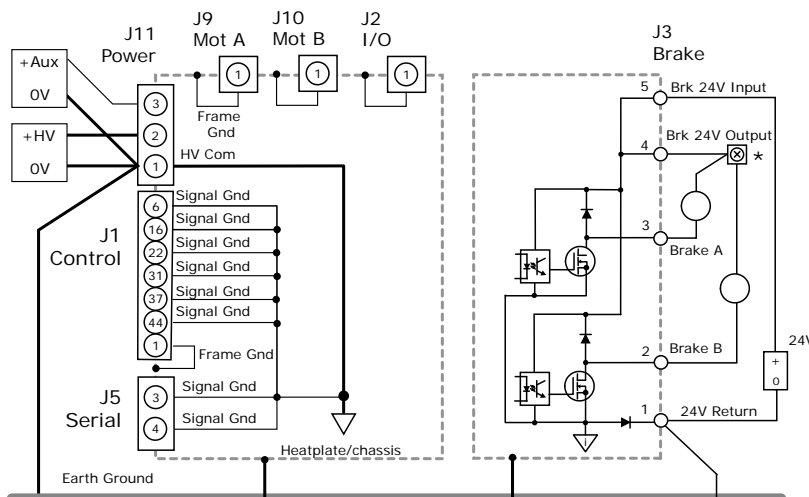 J11
Power
J9
Mot A
J10
Mot B
J2
I/O
J3
Brake
+Aux
0V
+HV
0V
3
2
1
1
1
1
Frame
Gnd
HV Com
J1
Control
6
Signal Gnd
16
Signal Gnd
22
Signal Gnd
31
Signal Gnd
37
Signal Gnd
44
Signal Gnd
1
Frame Gnd
J5
Serial
3
Signal Gnd
4
Signal Gnd
Heatplate/chassis
Earth Ground
5
Brk 24V Input
4
Brk 24V Output
*
3
Brake A
2
Brake B
1
24V Return
24V
+
0
i